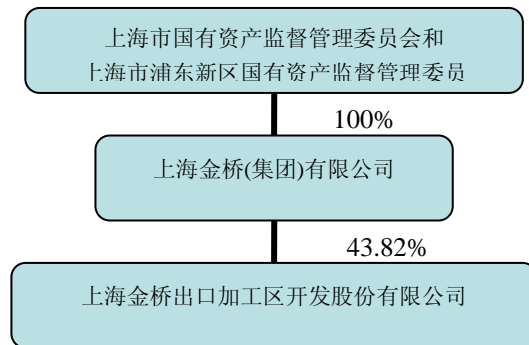 上海市国有资产监督管理委员会和
上海市浦东新区国有资产监督管理委员
100%
上海金桥(集团)有限公司
43.82%
上海金桥出口加工区开发股份有限公司